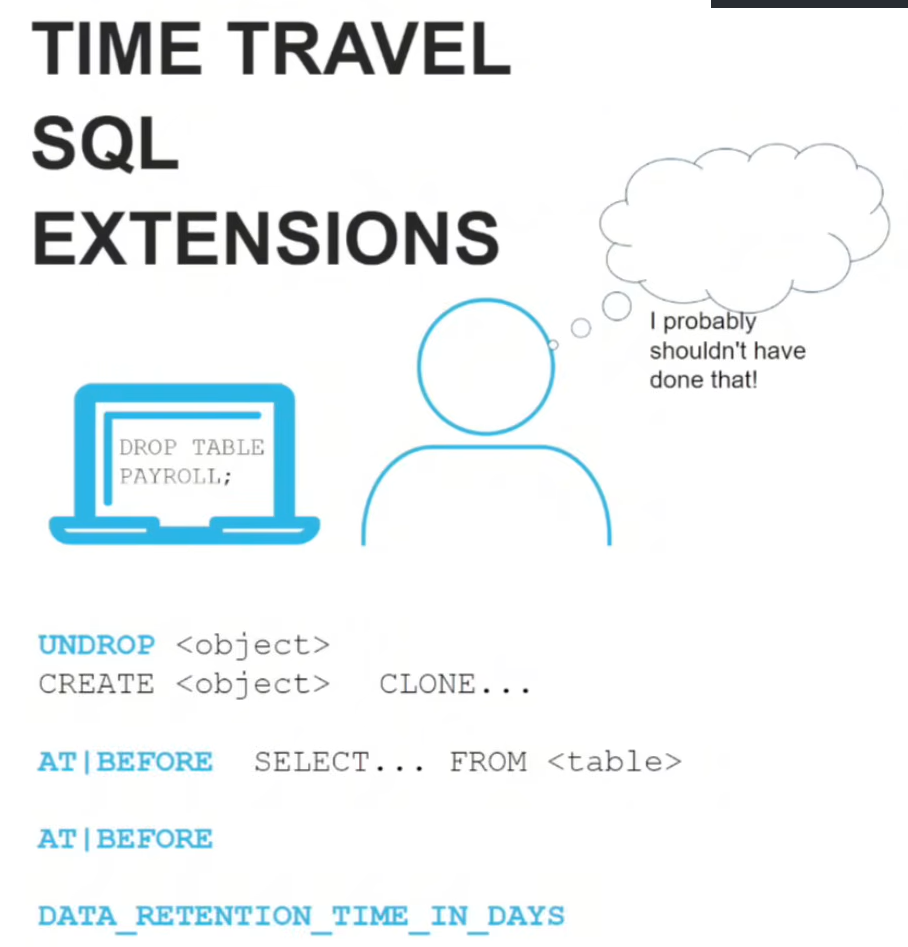 TIME TRAVEL
SQL
EXTENSIONS
I probably
shouldn't have
done that!
DROP TABLE
PAYROLL;
UNDROP <object>
CREATE <object> CLONE...
AT|BEFORE SELECT... FROM <table>
AT|BEFORE
DATA_RETENTION_TIME_IN_DAYS